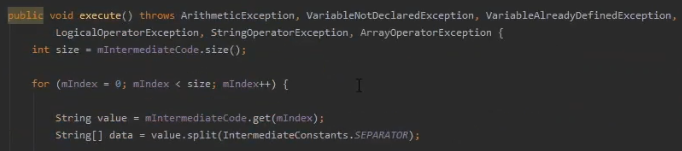 public void execute() throws ArithmeticException, VariableNotDeclaredException, VariableAlreadyDefinedException,
LogicalOperatorException, StringOperatorException, ArrayOperatorException {
int size = mIntermediateCode.size();
for (mIndex = 0; mIndex < size; mIndex++) {
String value = mIntermediateCode.get(mIndex);
String[] data = value.split(IntermediateConstants.SEPARATOR);